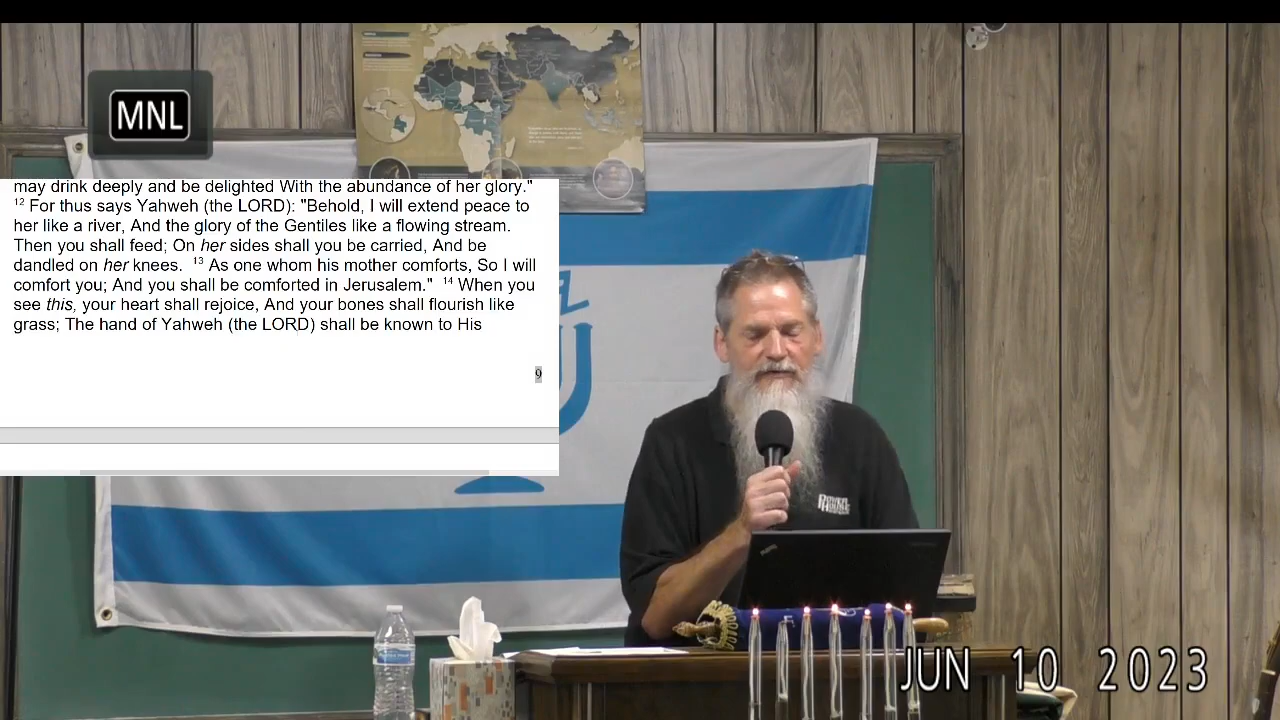 MNL
may drink deeply and be delighted With the abundance of her glory."
12 For thus says Yahweh (the LORD): "Behold, I will extend peace to
her like a river, And the glory of the Gentiles like a flowing stream.
Then you shall feed; On her sides shall you be carried, And be
dandled on her knees. 13 As one whom his mother comforts, So I will
comfort you; And you shall be comforted in Jerusalem." 14 When you
see this, your heart shall rejoice, And your bones shall flourish like
grass; The hand of Yahweh (the LORD) shall be known to His
9
JUN 10 2023